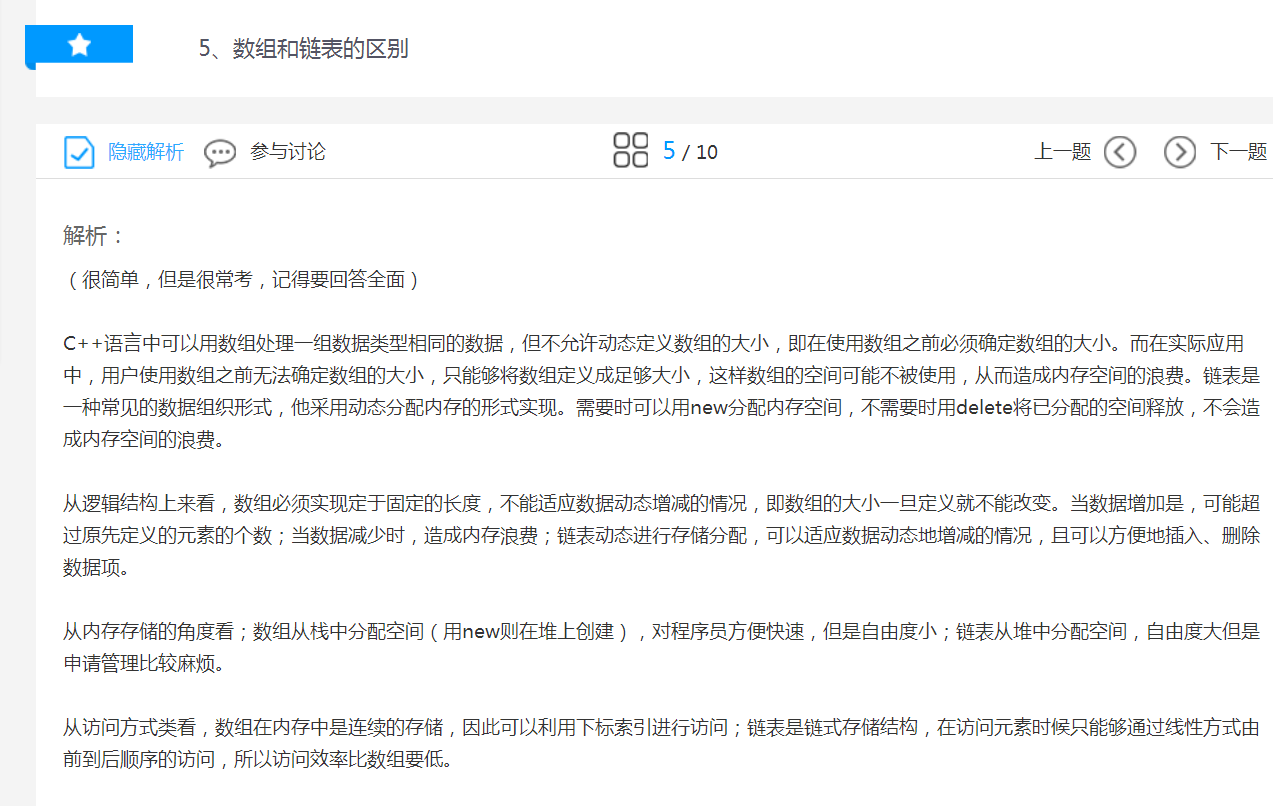 5、数组和链表的区别
隐藏解析 参与讨论 5 / 10 上一题 下一题
解析：
（很简单，但是很常考，记得要回答全面）
C++语言中可以用数组处理一组数据类型相同的数据，但不允许动态定义数组的大小，即在使用数组之前必须确定数组的大小。而在实际应用
中，用户使用数组之前无法确定数组的大小，只能够将数组定义成足够大小，这样数组的空间可能不被使用，从而造成内存空间的浪费。链表是
一种常见的数据组织形式，他采用动态分配内存的形式实现。需要时可以用new分配内存空间，不需要时用delete将已分配的空间释放，不会造
成内存空间的浪费。
从逻辑结构上来看，数组必须实现定于固定的长度，不能适应数据动态增减的情况，即数组的大小一旦定义就不能改变。当数据增加是，可能超
过原先定义的元素的个数；当数据减少时，造成内存浪费；链表动态进行存储分配，可以适应数据动态地增减的情况，且可以方便地插入、删除
数据项。
从内存存储的角度看；数组从栈中分配空间（用new则在堆上创建），对程序员方便快速，但是自由度小；链表从堆中分配空间，自由度大但是
申请管理比较麻烦。
从访问方式类看，数组在内存中是连续的存储，因此可以利用下标索引进行访问；链表是链式存储结构，在访问元素时候只能够通过线性方式由
前到后顺序的访问，所以访问效率比数组要低。